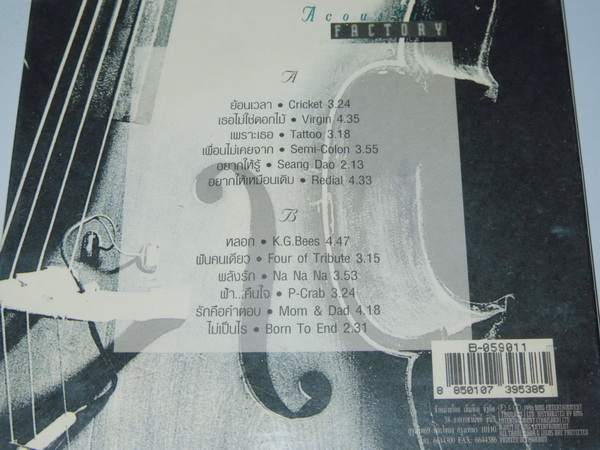 Acoustic
FACTORY
A
ย้อนเวลา • Cricket 3.24
เธอไม่ใช่ดอกไม้ • Virgin 4.35
เพราะเธอ • Tattoo 3.18
เพื่อนไม่เคยจาก • Semi-Colon 3.55
อยากให้รู้ • Seang Dao 2.13
อยากให้เหมือนเดิม • Redial 4.33
B
หลอก • K.G.Bees 4.47
ฝันคนเดียว • Four of Tribute 3.15
พลังรัก • Na Na Na 3.53
ฟ้า...คืนใจ • P-Crab 3.24
รักคือคำตอบ • Mom & Dad 4.18
ไม่เป็นไร • Born To End 2.31
B-059011
8 850107 395385
10110
6644300 FAX: 6644386